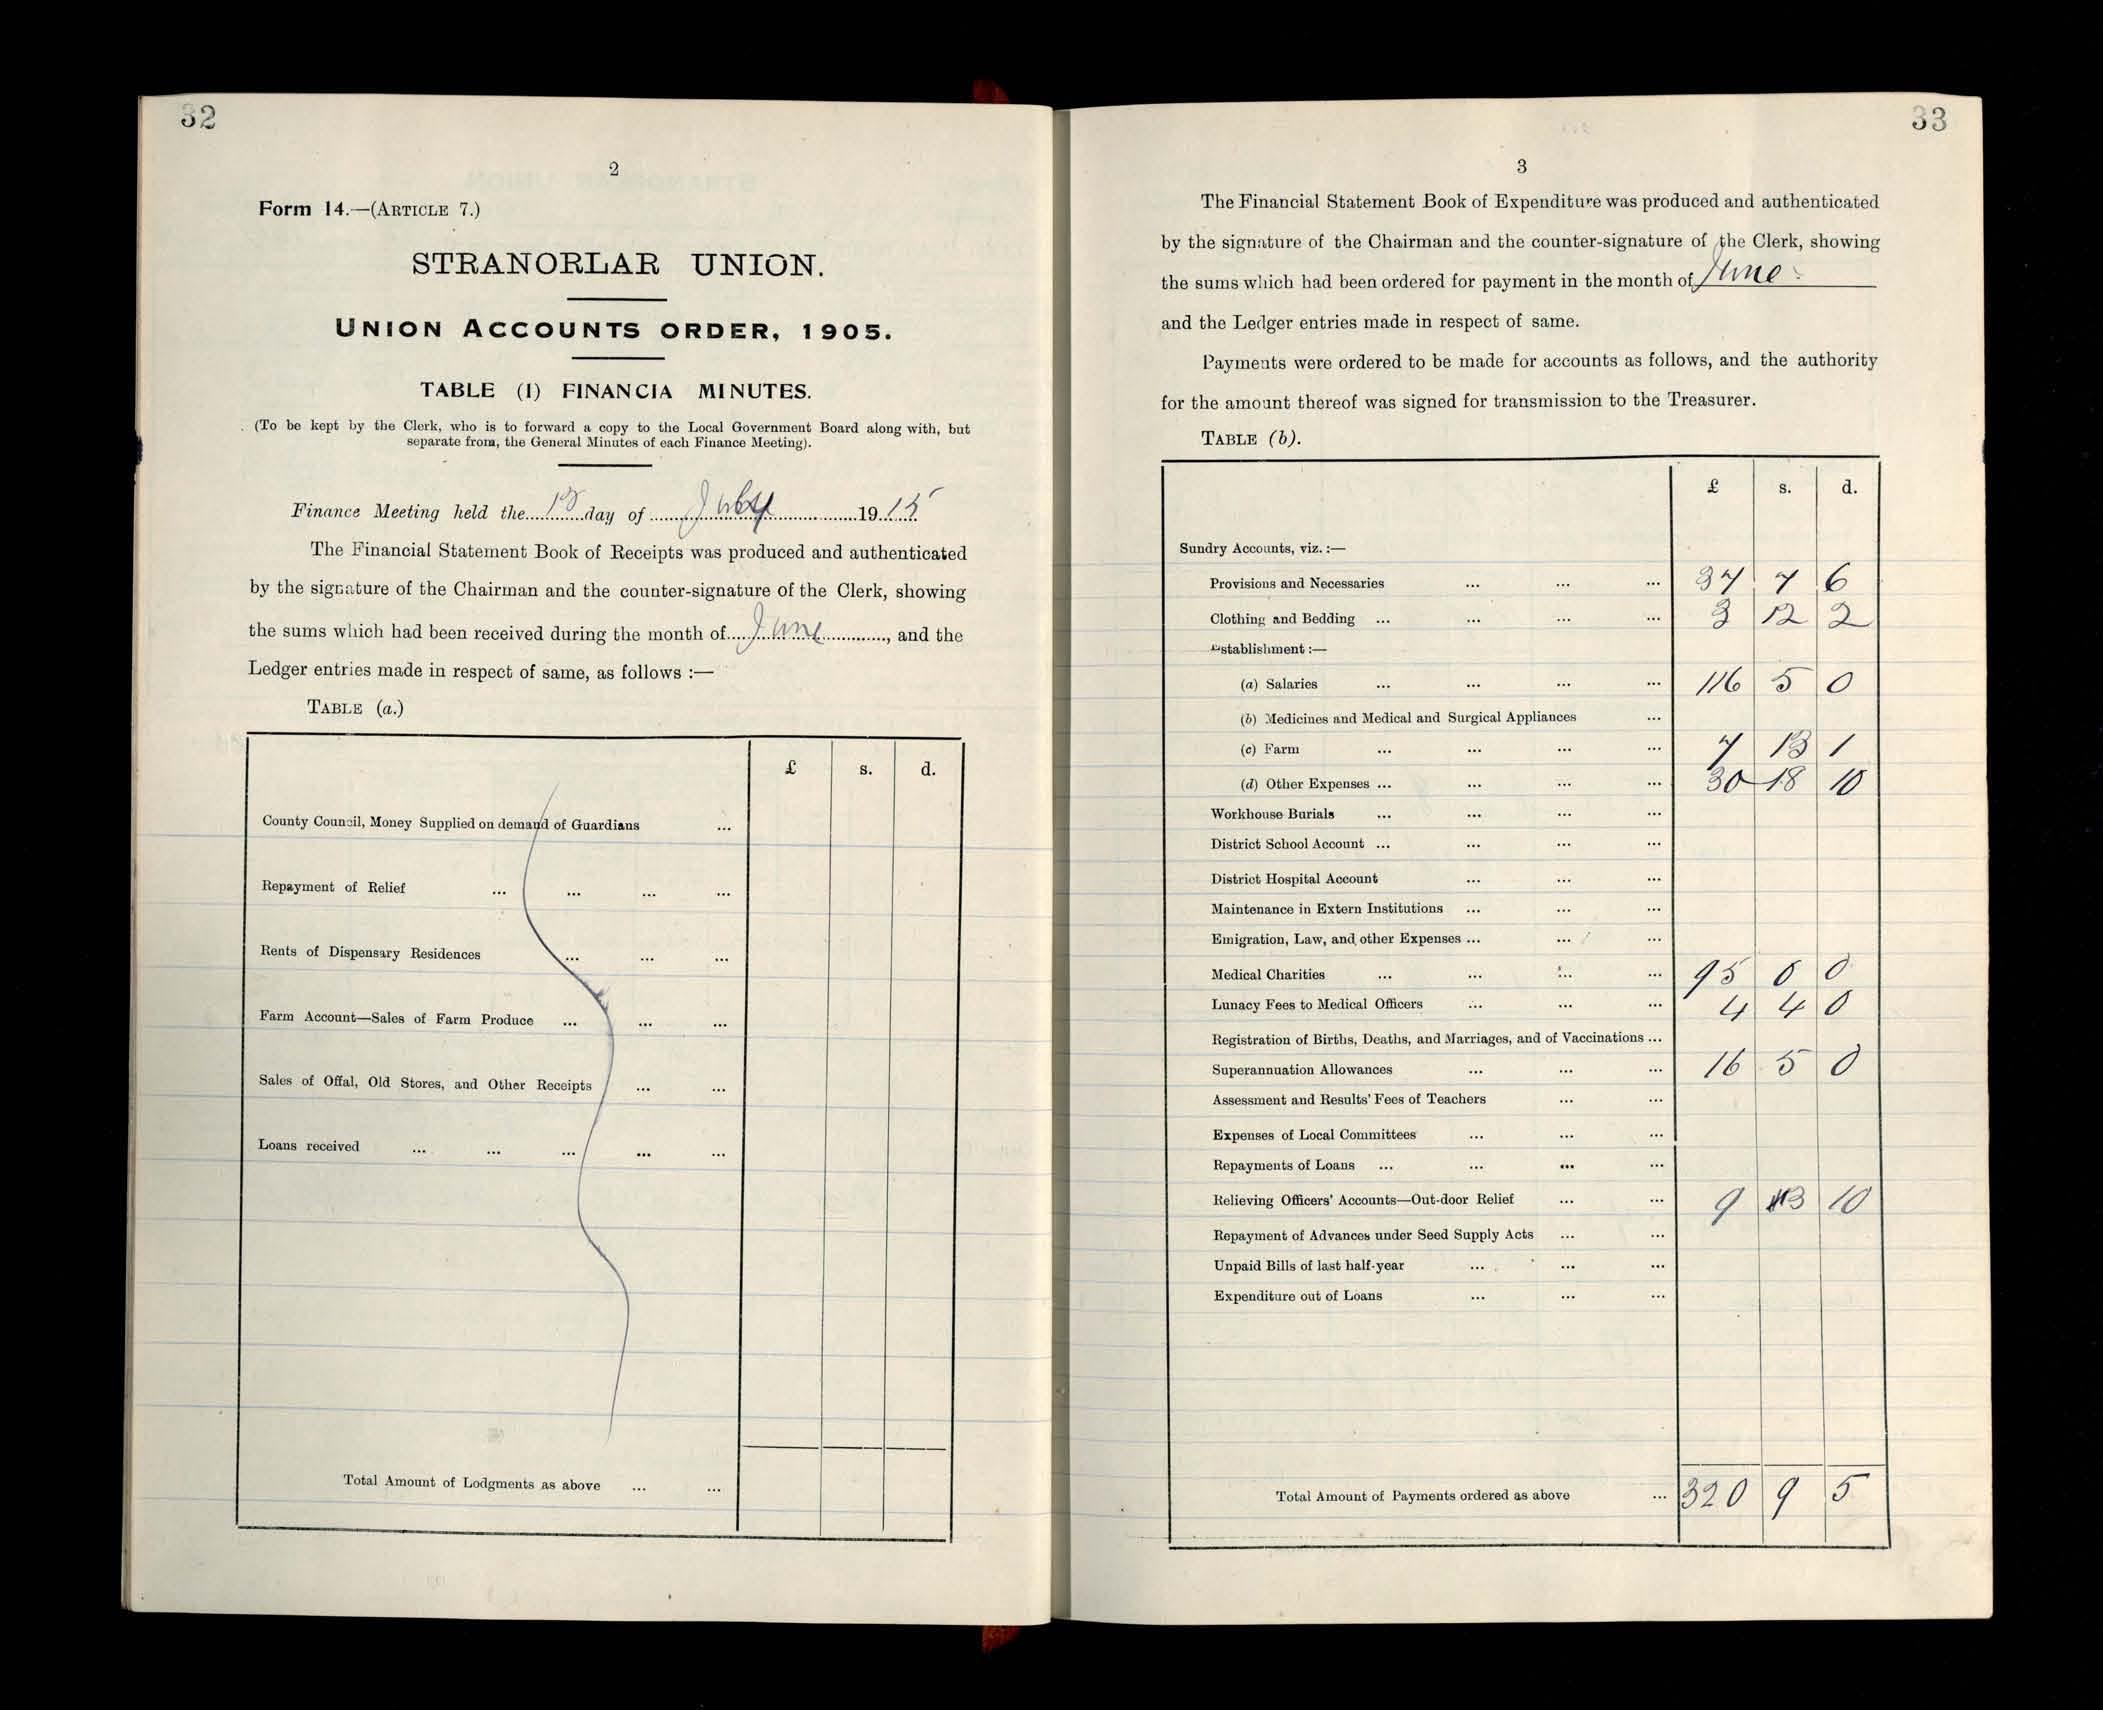 32
2
Form 14.—(ARTICLE 7.)
STRANORLAR UNION.
UNION ACCOUNTS ORDER, 1905.
TABLE (I) FINANCIA MINUTES.
(To be kept by the Clerk, who is to forward a copy to the Local Government Board along with, but
separate from, the General Minutes of each Finance Meeting).
Finance Meeting held the day of July 1915
The Financial Statement Book of Receipts was produced and authenticated
by the signature of the Chairman and the counter-signature of the Clerk, showing
the sums which had been received during the month of June, and the
Ledger entries made in respect of same, as follows :—
TABLE (a.)
£ s. d.
County Council, Money Supplied on demand of Guardians ...
Repayment of Relief ... ... ... ...
Rents of Dispensary Residences ... ... ...
Farm Account—Sales of Farm Produce ... ... ...
Sales of Offal, Old Stores, and Other Receipts ... ...
Loans received ... ... ... ... ...
Total Amount of Lodgments as above ... ...
33
3
The Financial Statement Book of Expenditure was produced and authenticated
by the signature of the Chairman and the counter-signature of the Clerk, showing
the sums which had been ordered for payment in the month of June
and the Ledger entries made in respect of same.
Payments were ordered to be made for accounts as follows, and the authority
for the amount thereof was signed for transmission to the Treasurer.
TABLE (b).
£ s. d.
Sundry Accounts, viz. :—
Provisions and Necessaries ... ... ... 37 7 6
Clothing and Bedding ... ... ... ... 3 12 2
Establishment :—
(a) Salaries ... ... ... ... 116 5 0
(b) Medicines and Medical and Surgical Appliances ...
(c) Farm ... ... ... ... 7 13 1
(d) Other Expenses ... ... ... ... 30 18 10
Workhouse Burials ... ... ... ...
District School Account ... ... ... ...
District Hospital Account ... ... ...
Maintenance in Extern Institutions ... ... ...
Emigration, Law, and other Expenses ... ... ...
Medical Charities ... ... ... ... 95 0 0
Lunacy Fees to Medical Officers ... ... ... 4 4 0
Registration of Births, Deaths, and Marriages, and of Vaccinations ...
Superannuation Allowances ... ... ... 16 5 0
Assessment and Results' Fees of Teachers ... ...
Expenses of Local Committees ... ... ...
Repayments of Loans ... ... ... ...
Relieving Officers' Accounts—Out-door Relief ... ... 9 3 10
Repayment of Advances under Seed Supply Acts ... ...
Unpaid Bills of last half-year ... ... ...
Expenditure out of Loans ... ... ...
Total Amount of Payments ordered as above ... 320 9 5